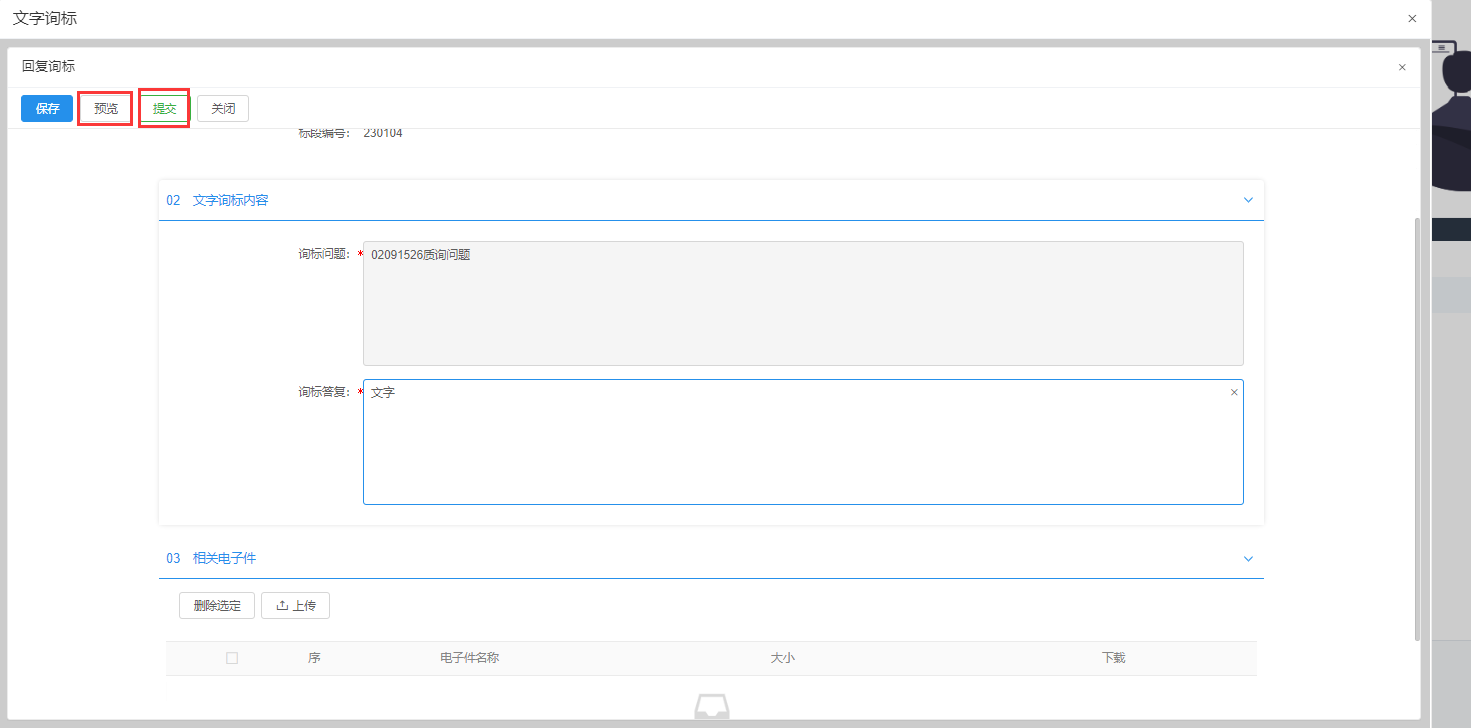 文字询标
回复询标
保存 预览 提交 关闭
标段编号： 230104
02 文字询标内容
询标问题： * 02091526质询问题
询标答复： * 文字
03 相关电子件
删除选定 上传
序 电子件名称 大小 下载